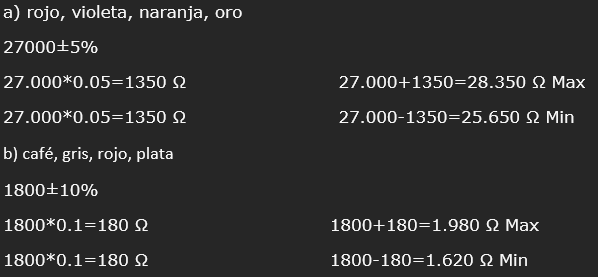 a) rojo, violeta, naranja, oro
27000±5%
27.000*0.05=1350 Ω 27.000+1350=28.350 Ω Max
27.000*0.05=1350 Ω 27.000-1350=25.650 Ω Min
b) café, gris, rojo, plata
1800±10%
1800*0.1=180 Ω 1800+180=1.980 Ω Max
1800*0.1=180 Ω 1800-180=1.620 Ω Min